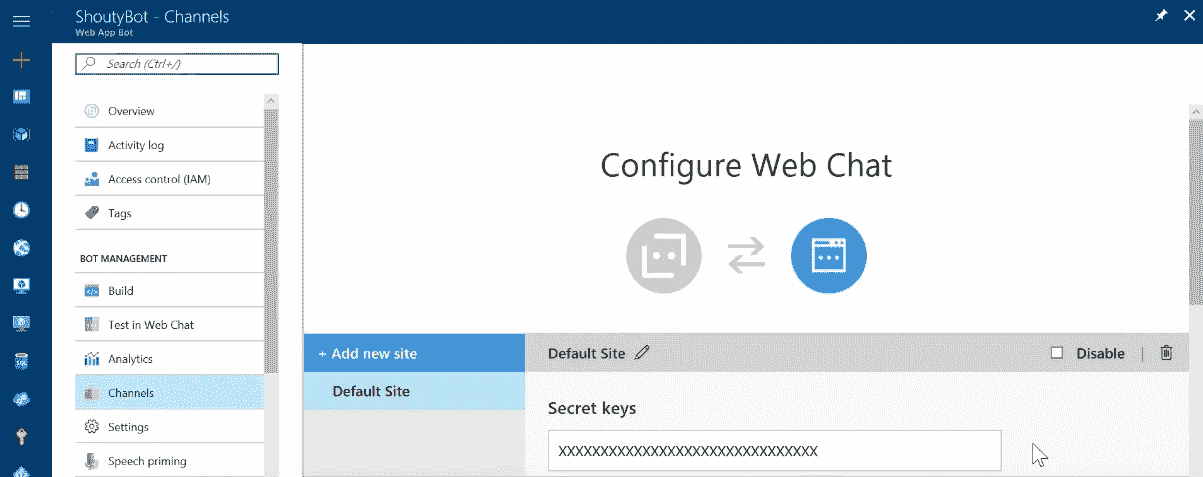 ShoutyBot - Channels
Web App Bot
Search (Ctrl+/)
Overview
Activity log
Access control (IAM)
Tags
BOT MANAGEMENT
Build
Test in Web Chat
Analytics
Channels
Settings
Speech priming
Configure Web Chat
+ Add new site
Default Site
Default Site
Disable
Secret keys
XXXXXXXXXXXXXXXXXXXXXXXXXXXXXXXX